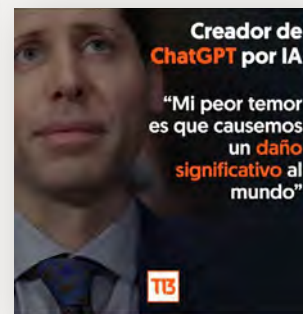 Creador de
ChatGPT por IA
“Mi peor temor
es que causemos
un daño
significativo al
mundo”
T13